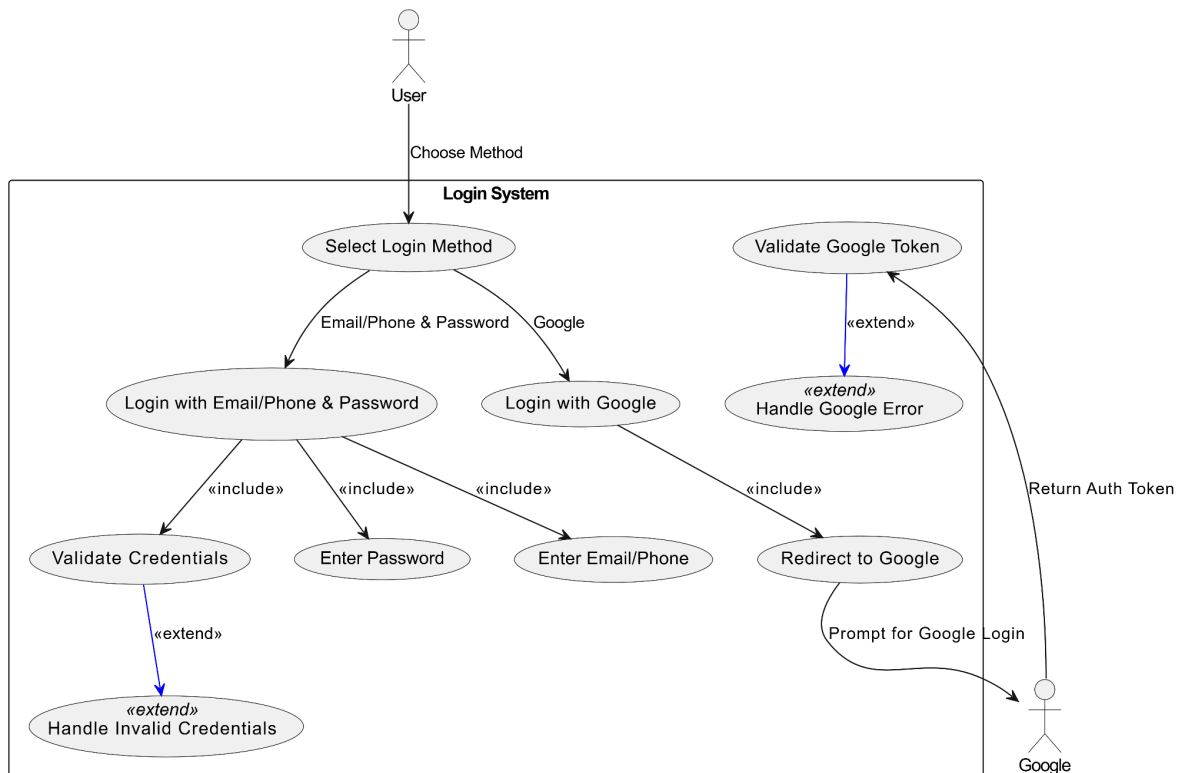 User
Choose Method
Login System
Select Login Method
Validate Google Token
Email/Phone & Password
Google
«extend»
Login with Email/Phone & Password
Login with Google
«extend»
Handle Google Error
«include»
«include»
«include»
«include»
Return Auth Token
Validate Credentials
Enter Password
Enter Email/Phone
Redirect to Google
«extend»
Prompt for Google Login
«extend»
Handle Invalid Credentials
Google